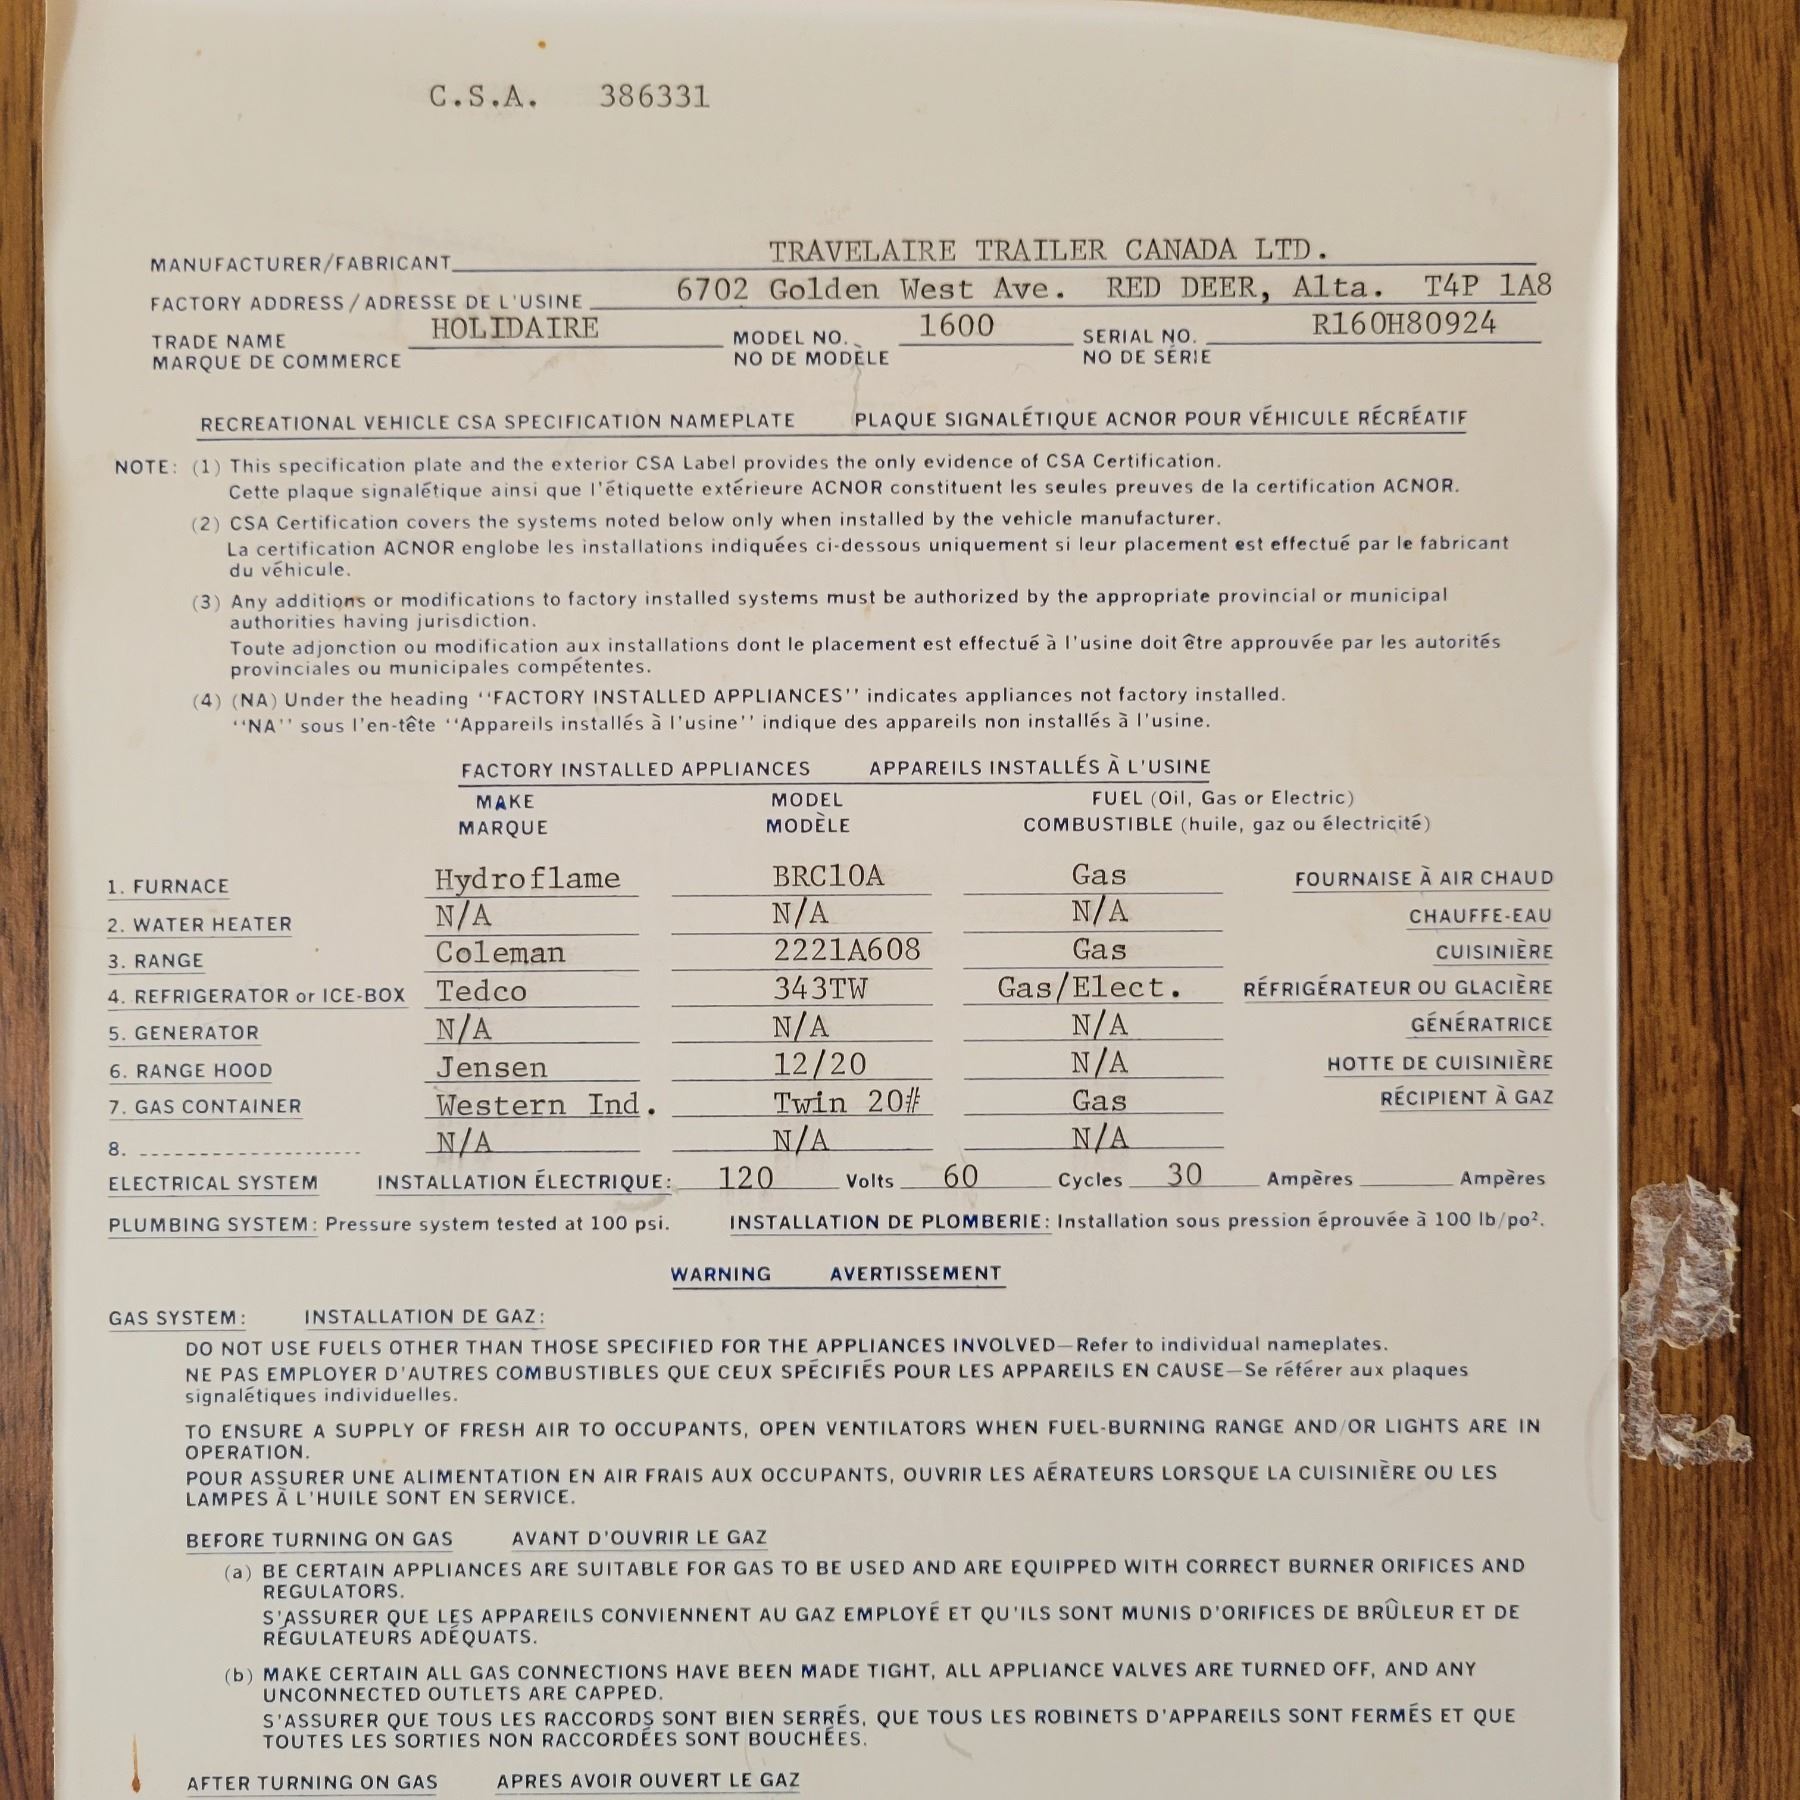 C.S.A. 386331
MANUFACTURER/FABRICANT TRAVELAIRE TRAILER CANADA LTD.
FACTORY ADDRESS / ADRESSE DE L'USINE 6702 Golden West Ave. RED DEER, Alta. T4P 1A8
TRADE NAME HOLIDAIRE MODEL NO. 1600 SERIAL NO. R160H80924
MARQUE DE COMMERCE NO DE MODÈLE NO DE SÉRIE
RECREATIONAL VEHICLE CSA SPECIFICATION NAMEPLATE PLAQUE SIGNALÉTIQUE ACNOR POUR VÉHICULE RÉCRÉATIF
NOTE: (1) This specification plate and the exterior CSA Label provides the only evidence of CSA Certification.
Cette plaque signalétique ainsi que l'étiquette extérieure ACNOR constituent les seules preuves de la certification ACNOR.
(2) CSA Certification covers the systems noted below only when installed by the vehicle manufacturer.
La certification ACNOR englobe les installations indiquées ci-dessous uniquement si leur placement est effectué par le fabricant
du véhicule.
(3) Any additions or modifications to factory installed systems must be authorized by the appropriate provincial or municipal
authorities having jurisdiction.
Toute adjonction ou modification aux installations dont le placement est effectué à l'usine doit être approuvée par les autorités
provinciales ou municipales compétentes.
(4) (NA) Under the heading ''FACTORY INSTALLED APPLIANCES'' indicates appliances not factory installed.
''NA'' sous l'en-tête ''Appareils installés à l'usine'' indique des appareils non installés à l'usine.
FACTORY INSTALLED APPLIANCES APPAREILS INSTALLÉS À L'USINE
MAKE MODEL FUEL (Oil, Gas or Electric)
MARQUE MODÈLE COMBUSTIBLE (huile, gaz ou électricité)
1. FURNACE Hydroflame BRC10A Gas FOURNAISE À AIR CHAUD
2. WATER HEATER N/A N/A N/A CHAUFFE-EAU
3. RANGE Coleman 2221A608 Gas CUISINIÈRE
4. REFRIGERATOR or ICE-BOX Tedco 343TW Gas/Elect. RÉFRIGÉRATEUR OU GLACIÈRE
5. GENERATOR N/A N/A N/A GÉNÉRATRICE
6. RANGE HOOD Jensen 12/20 N/A HOTTE DE CUISINIÈRE
7. GAS CONTAINER Western Ind. Twin 20# Gas RÉCIPIENT À GAZ
8. N/A N/A N/A
ELECTRICAL SYSTEM INSTALLATION ÉLECTRIQUE: 120 Volts 60 Cycles 30 Ampères Ampères
PLUMBING SYSTEM: Pressure system tested at 100 psi. INSTALLATION DE PLOMBERIE: Installation sous pression éprouvée à 100 lb/po².
WARNING AVERTISSEMENT
GAS SYSTEM: INSTALLATION DE GAZ:
DO NOT USE FUELS OTHER THAN THOSE SPECIFIED FOR THE APPLIANCES INVOLVED—Refer to individual nameplates.
NE PAS EMPLOYER D'AUTRES COMBUSTIBLES QUE CEUX SPÉCIFIÉS POUR LES APPAREILS EN CAUSE—Se référer aux plaques
signalétiques individuelles.
TO ENSURE A SUPPLY OF FRESH AIR TO OCCUPANTS, OPEN VENTILATORS WHEN FUEL-BURNING RANGE AND/OR LIGHTS ARE IN
OPERATION.
POUR ASSURER UNE ALIMENTATION EN AIR FRAIS AUX OCCUPANTS, OUVRIR LES AÉRATEURS LORSQUE LA CUISINIÈRE OU LES
LAMPES À L'HUILE SONT EN SERVICE.
BEFORE TURNING ON GAS AVANT D'OUVRIR LE GAZ
(a) BE CERTAIN APPLIANCES ARE SUITABLE FOR GAS TO BE USED AND ARE EQUIPPED WITH CORRECT BURNER ORIFICES AND
REGULATORS.
S'ASSURER QUE LES APPAREILS CONVIENNENT AU GAZ EMPLOYÉ ET QU'ILS SONT MUNIS D'ORIFICES DE BRÛLEUR ET DE
RÉGULATEURS ADÉQUATS.
(b) MAKE CERTAIN ALL GAS CONNECTIONS HAVE BEEN MADE TIGHT, ALL APPLIANCE VALVES ARE TURNED OFF, AND ANY
UNCONNECTED OUTLETS ARE CAPPED.
S'ASSURER QUE TOUS LES RACCORDS SONT BIEN SERRÉS, QUE TOUS LES ROBINETS D'APPAREILS SONT FERMÉS ET QUE
TOUTES LES SORTIES NON RACCORDÉES SONT BOUCHÉES.
AFTER TURNING ON GAS APRES AVOIR OUVERT LE GAZ